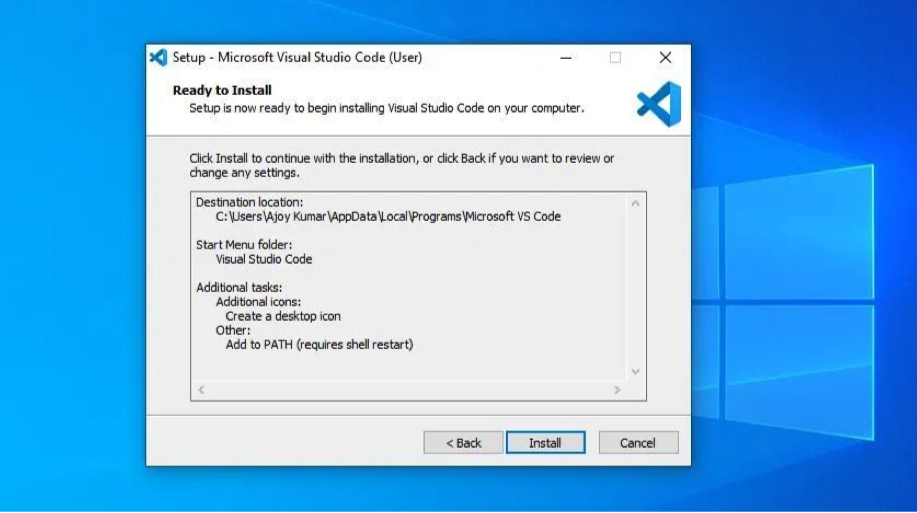 Setup - Microsoft Visual Studio Code (User)
Ready to Install
Setup is now ready to begin installing Visual Studio Code on your computer.
Click Install to continue with the installation, or click Back if you want to review or
change any settings.
Destination location:
C:\Users\Ajoy Kumar\AppData\Local\Programs\Microsoft VS Code
Start Menu folder:
Visual Studio Code
Additional tasks:
Additional icons:
Create a desktop icon
Other:
Add to PATH (requires shell restart)
< Back Install Cancel